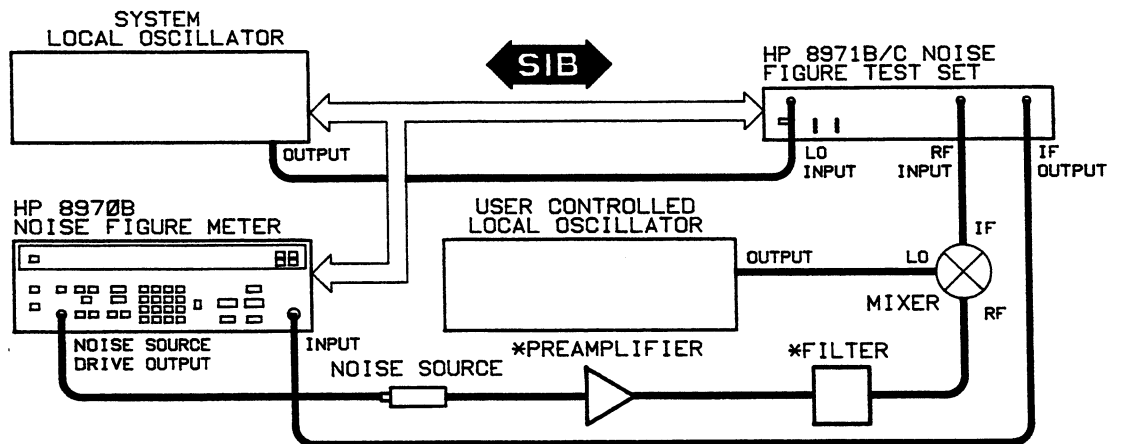 SYSTEM
LOCAL OSCILLATOR
SIB
HP 8971B/C NOISE
FIGURE TEST SET
OUTPUT
LO
INPUT
RF
INPUT
IF
OUTPUT
HP 8970B
NOISE FIGURE METER
USER CONTROLLED
LOCAL OSCILLATOR
OUTPUT
LO
IF
MIXER
RF
NOISE SOURCE
DRIVE OUTPUT
INPUT
*PREAMPLIFIER
*FILTER
NOISE SOURCE